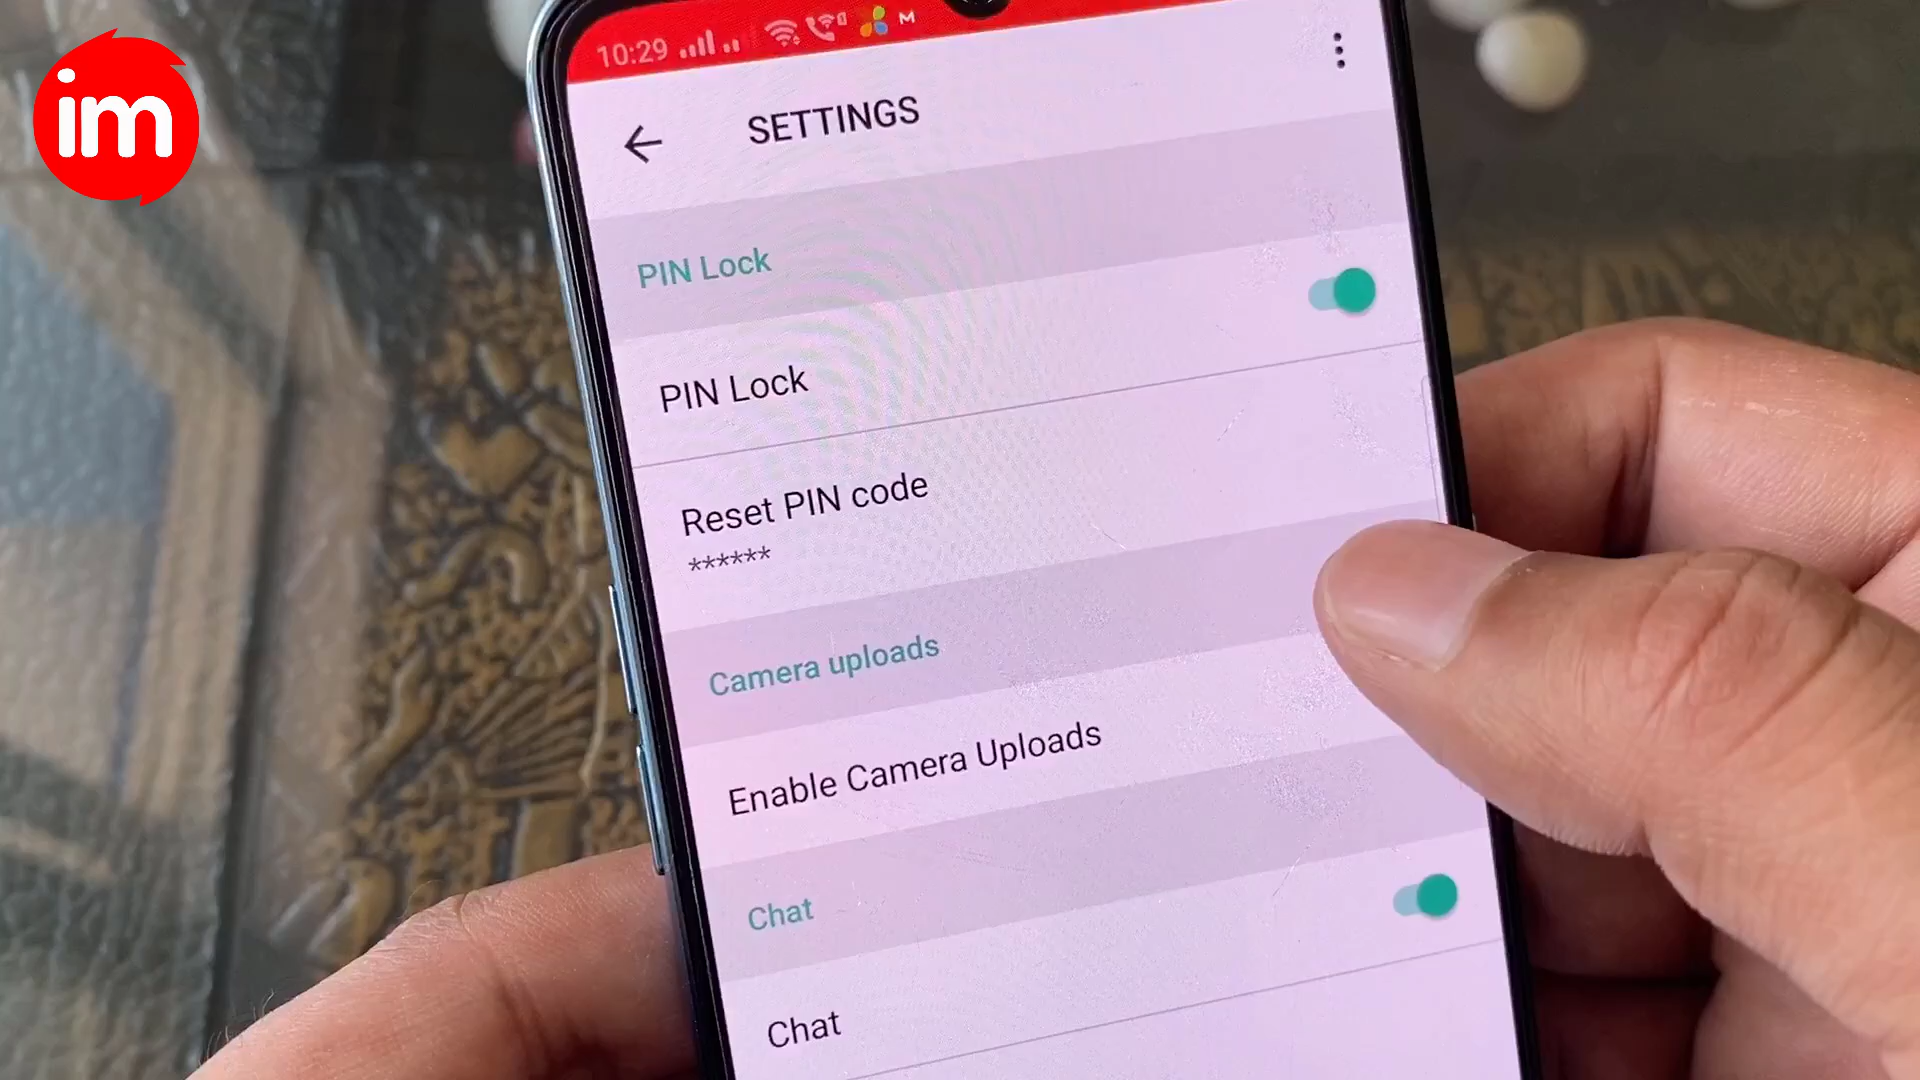 im
10:29 M
SETTINGS
PIN Lock
PIN Lock
Reset PIN code
******
Camera uploads
Enable Camera Uploads
Chat
Chat